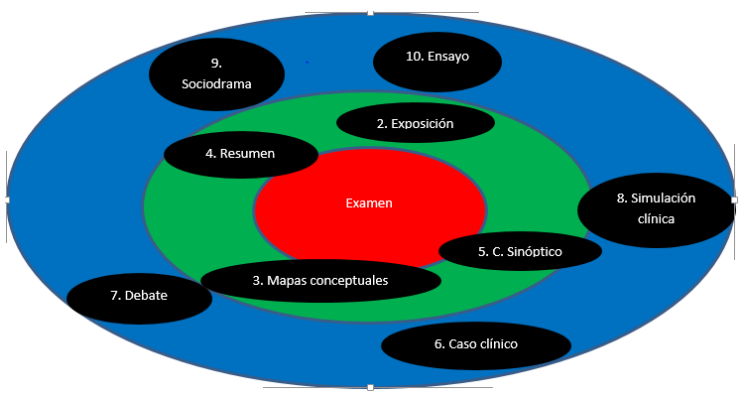 9.
Sociodrama
10. Ensayo
2. Exposición
4. Resumen
Examen
8. Simulación
clínica
5. C. Sinóptico
3. Mapas conceptuales
7. Debate
6. Caso clínico